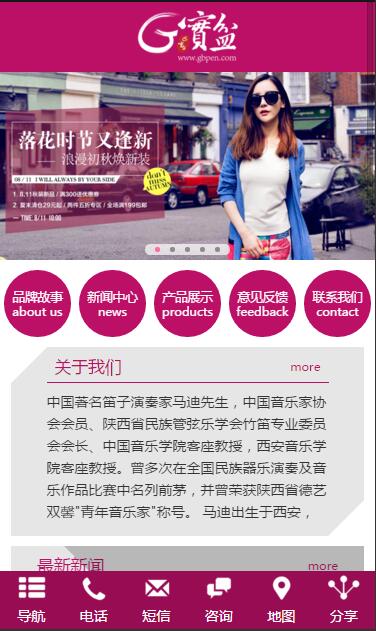 G寶盆
www.gbpen.com
落花时节又逢新
浪漫初秋焕新装
08 / 11 I WILL ALWAYS BY YOUR SIDE
1. 8.11秋装新品 / 满300送优惠券
2. 夏末清仓29元起 / 两件五折专区 / 全场满199包邮
TIME 8/11 10:00
don't
MISS
AUTUMN
品牌故事 新闻中心 产品展示 意见反馈 联系我们
about us news products feedback contact
关于我们 more
中国著名笛子演奏家马迪先生，中国音乐家协
会会员、陕西省民族管弦乐学会竹笛专业委员
会会长、中国音乐学院客座教授，西安音乐学
院客座教授。曾多次在全国民族器乐演奏及音
乐作品比赛中名列前茅，并曾荣获陕西省德艺
双馨"青年音乐家"称号。 马迪出生于西安，
最新新闻 more
导航 电话 短信 咨询 地图 分享